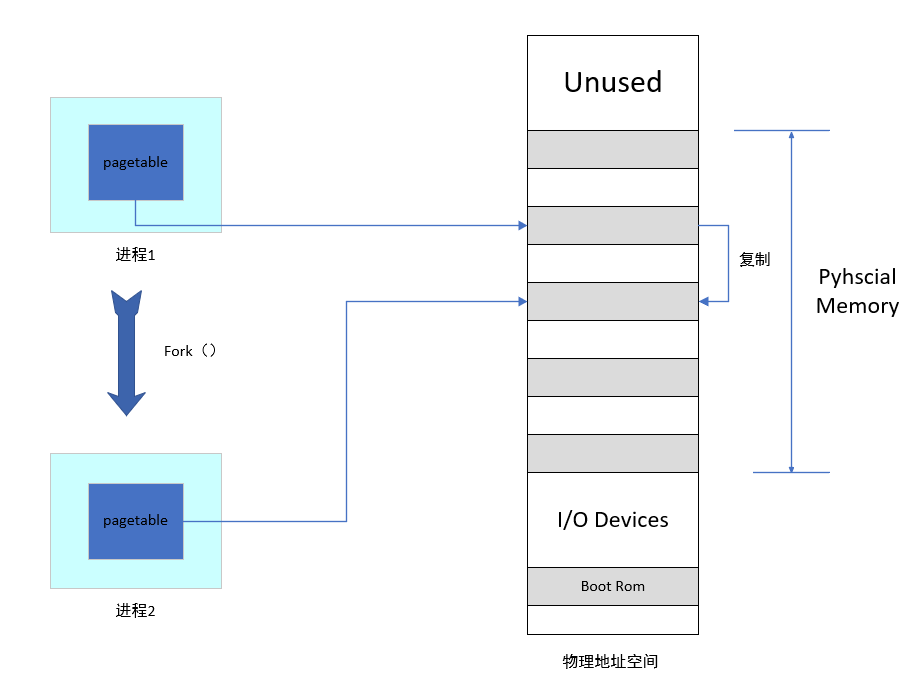 Unused
pagetable
进程1
复制
Pyhscial
Memory
Fork（）
I/O Devices
pagetable
Boot Rom
进程2
物理地址空间